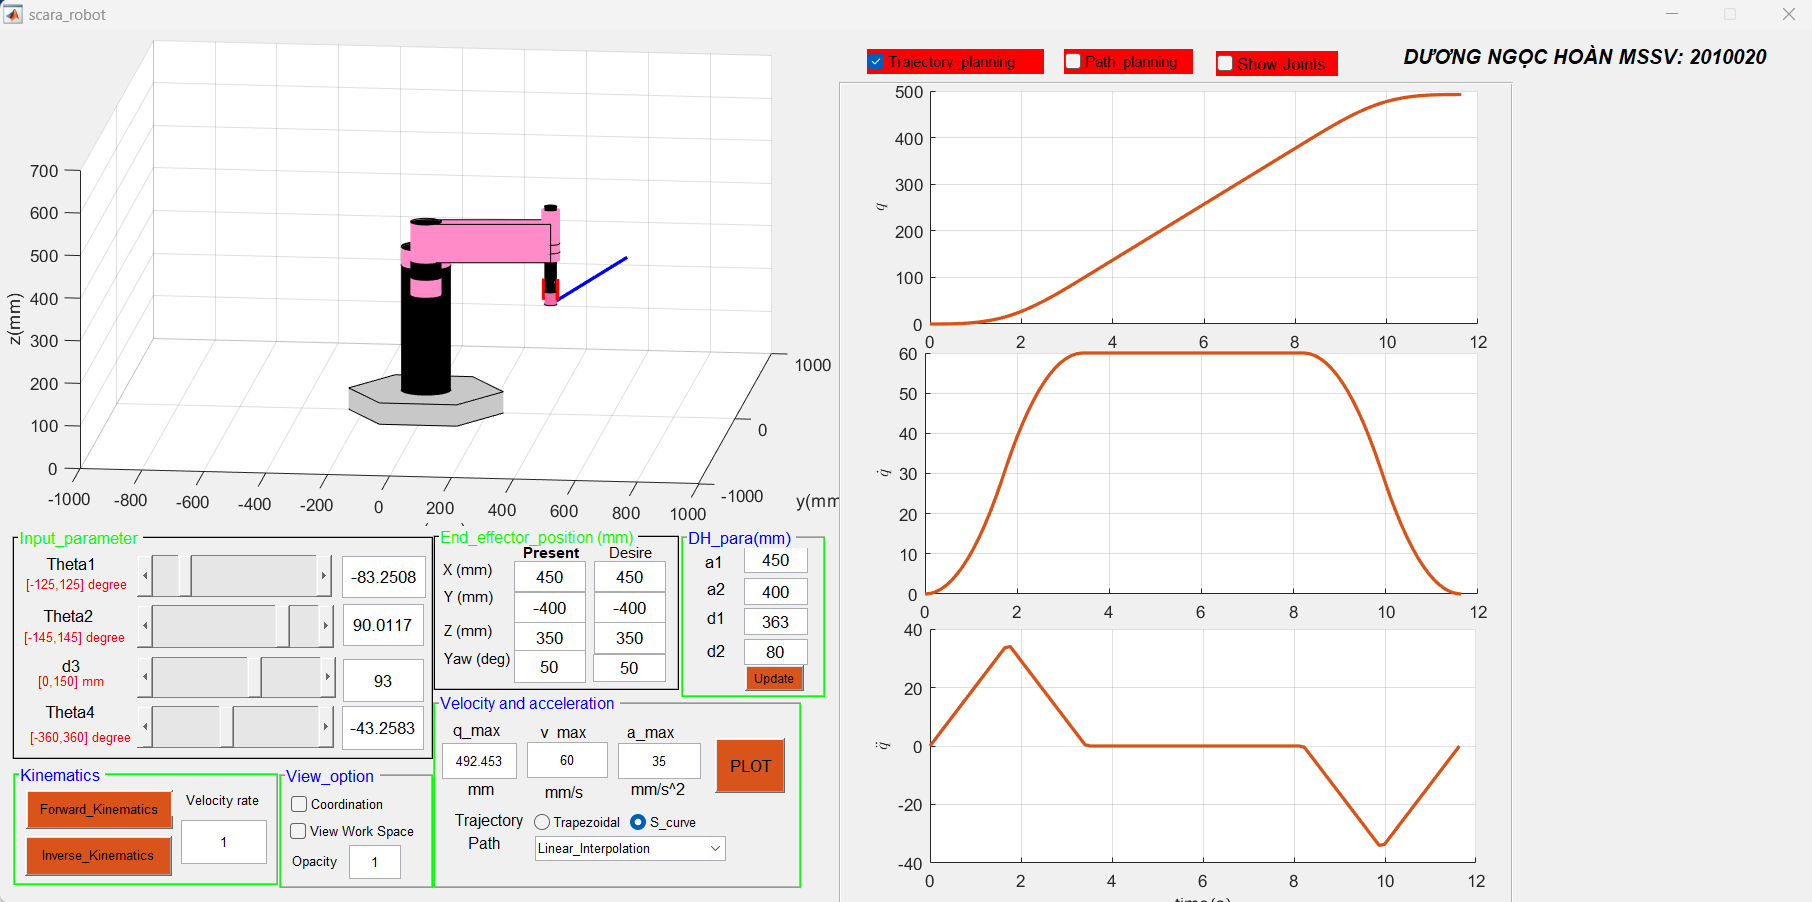 scara_robot
Trajectory_planning
Path_planning
Show Joints
DƯƠNG NGỌC HOÀN MSSV: 2010020
700
600
500
400
300
200
100
0
z(mm)
-1000 -800 -600 -400 -200 0 200 400 600 800 1000
-1000
0
1000
y(mm
500
400
300
200
100
0
q
0 2 4 6 8 10 12
60
50
40
30
20
10
0
q̇
0 2 4 6 8 10 12
40
20
0
-20
-40
q̈
0 2 4 6 8 10 12
Input_parameter
Theta1
[-125,125] degree
-83.2508
Theta2
[-145,145] degree
90.0117
d3
[0,150] mm
93
Theta4
[-360,360] degree
-43.2583
End_effector_position (mm)
Present Desire
X (mm) 450 450
Y (mm) -400 -400
Z (mm) 350 350
Yaw (deg) 50 50
DH_para(mm)
a1 450
a2 400
d1 363
d2 80
Update
Velocity and acceleration
q_max v_max a_max
492.453 60 35
mm mm/s mm/s^2
PLOT
Trajectory Trapezoidal S_curve
Path Linear_Interpolation
Kinematics
Forward_Kinematics
Inverse_Kinematics
Velocity rate
1
View_option
Coordination
View Work Space
Opacity 1